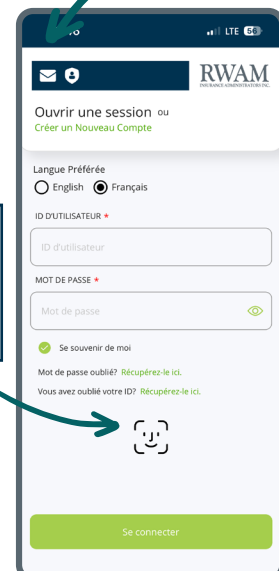 LTE 56
RWAM
INSURANCE ADMINISTRATORS INC.
Ouvrir une session ou
Créer un Nouveau Compte
Langue Préférée
English Français
ID D'UTILISATEUR *
ID d'utilisateur
MOT DE PASSE *
Mot de passe
Se souvenir de moi
Mot de passe oublié? Récupérez-le ici.
Vous avez oublié votre ID? Récupérez-le ici.
Se connecter